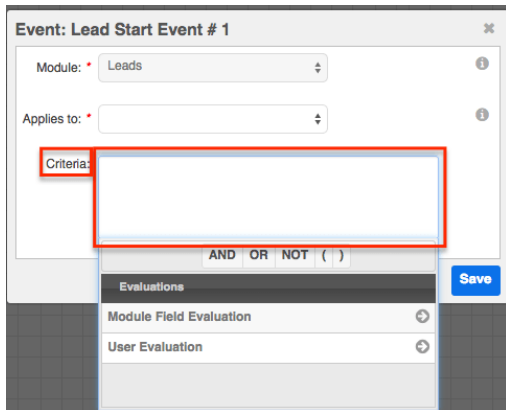 Event: Lead Start Event # 1
Module: * Leads
Applies to: *
Criteria:
AND OR NOT ( )
Evaluations
Save
Module Field Evaluation
User Evaluation